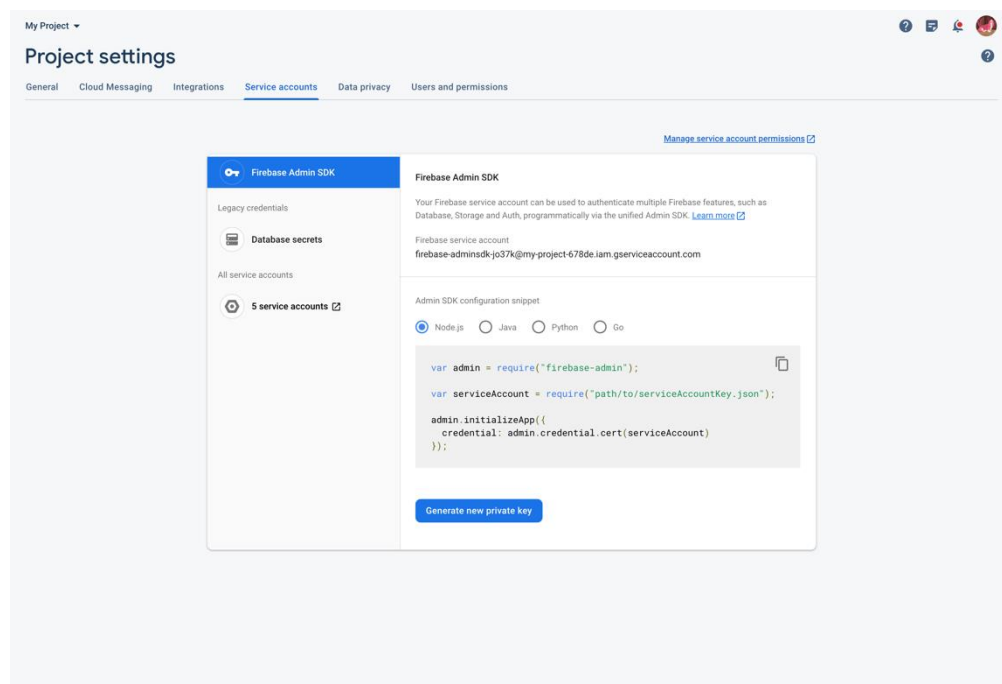 My Project
Project settings
General Cloud Messaging Integrations Service accounts Data privacy Users and permissions
Manage service account permissions
Firebase Admin SDK
Legacy credentials
Database secrets
All service accounts
5 service accounts
Firebase Admin SDK
Your Firebase service account can be used to authenticate multiple Firebase features, such as
Database, Storage and Auth, programmatically via the unified Admin SDK. Learn more
Firebase service account
firebase-adminsdk-jo37k@my-project-678de.iam.gserviceaccount.com
Admin SDK configuration snippet
Node.js Java Python Go
var admin = require("firebase-admin");
var serviceAccount = require("path/to/serviceAccountKey.json");
admin.initializeApp({
  credential: admin.credential.cert(serviceAccount)
});
Generate new private key